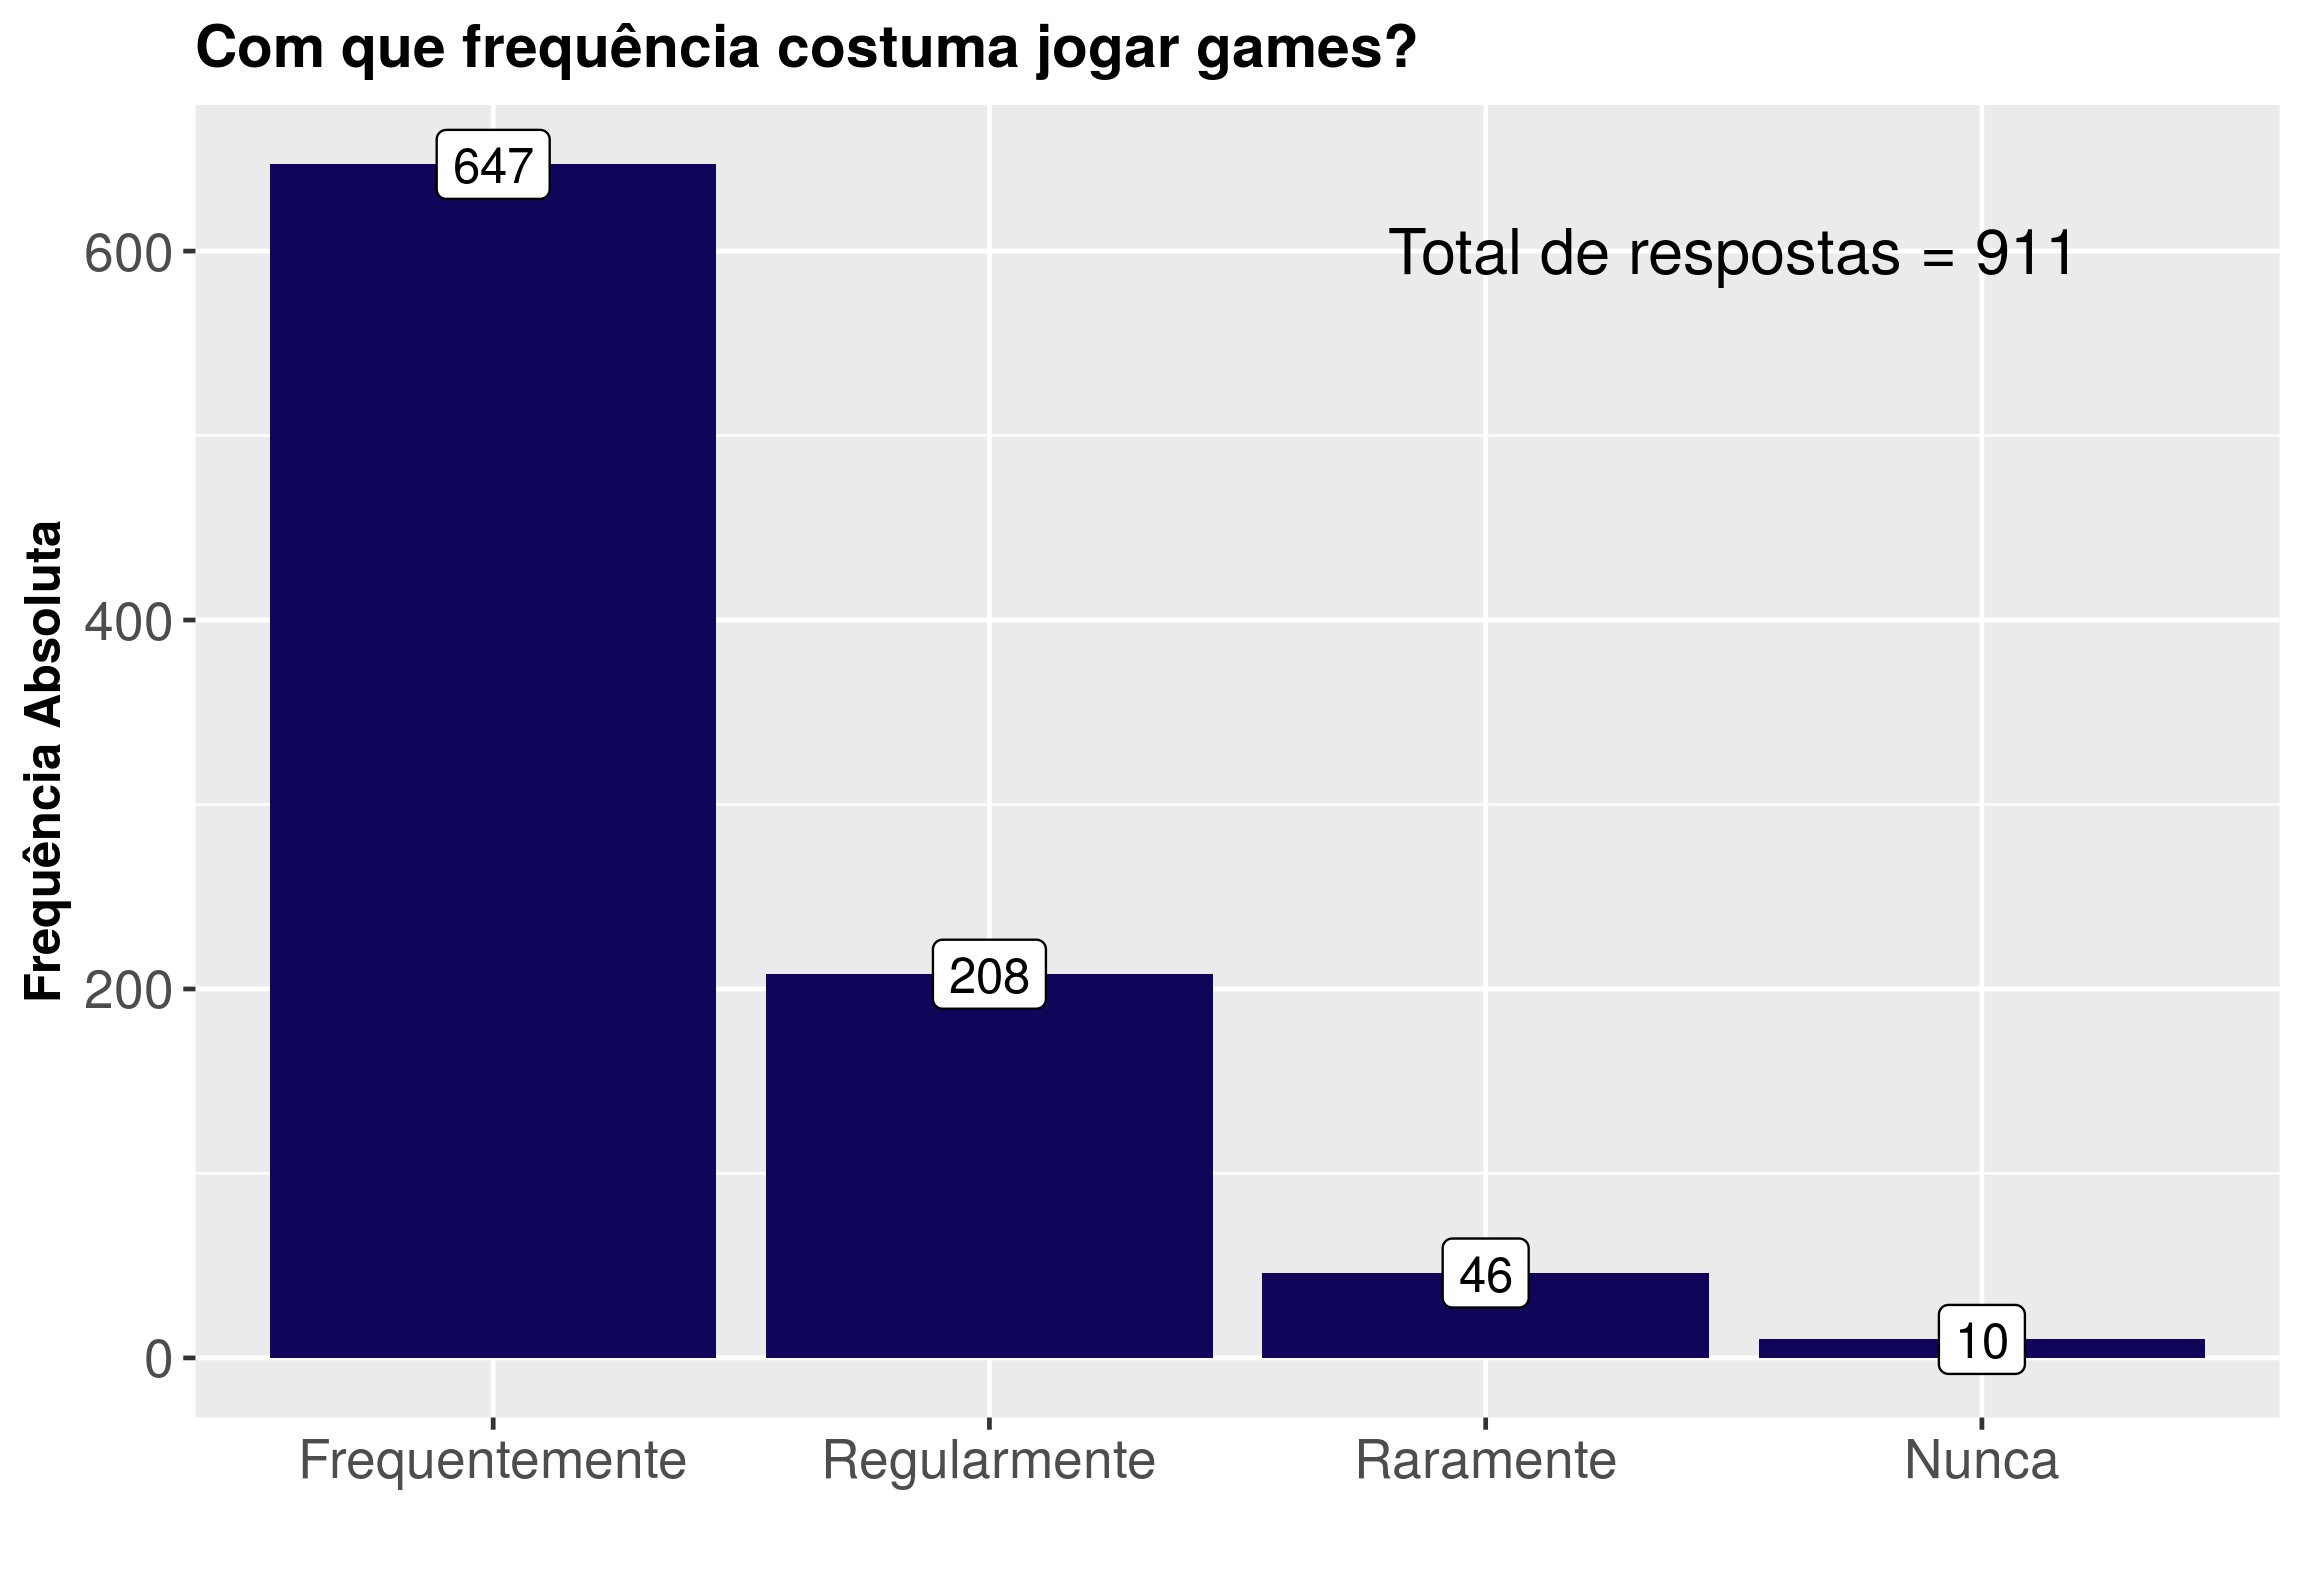 Com que frequência costuma jogar games?
Frequência Absoluta
600
400
200
0
647
208
46
10
Total de respostas = 911
Frequentemente
Regularmente
Raramente
Nunca